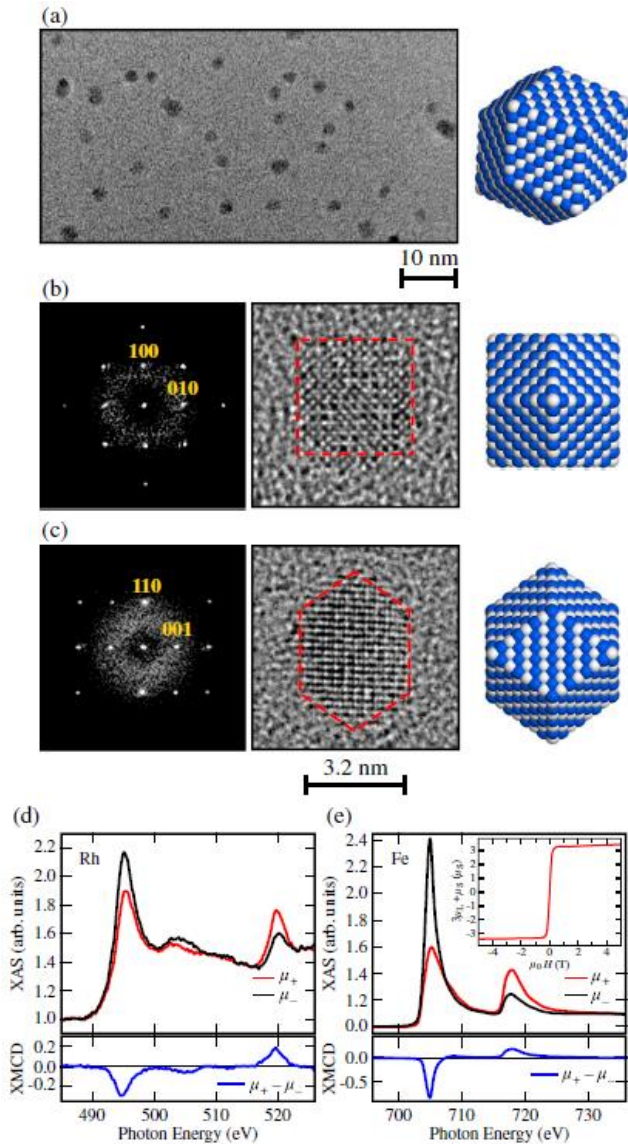 (a)
10 nm
(b)
100
010
(c)
110
001
3.2 nm
(d)
(e)
XAS (arb. units)
2.2
2.0
1.8
1.6
1.4
1.2
1.0
Rh
μ+
μ−
XMCD
0.2
0.0
-0.2
μ+ − μ−
490
500
510
520
Photon Energy (eV)
XAS (arb. units)
2.4
2.2
2.0
1.8
1.6
1.4
1.2
1.0
Fe
3
2
1
0
-1
-2
-3
-4
0
4
μ0 H (T)
μ+
μ−
XMCD
0.0
-0.5
μ+ − μ−
700
710
720
730
Photon Energy (eV)